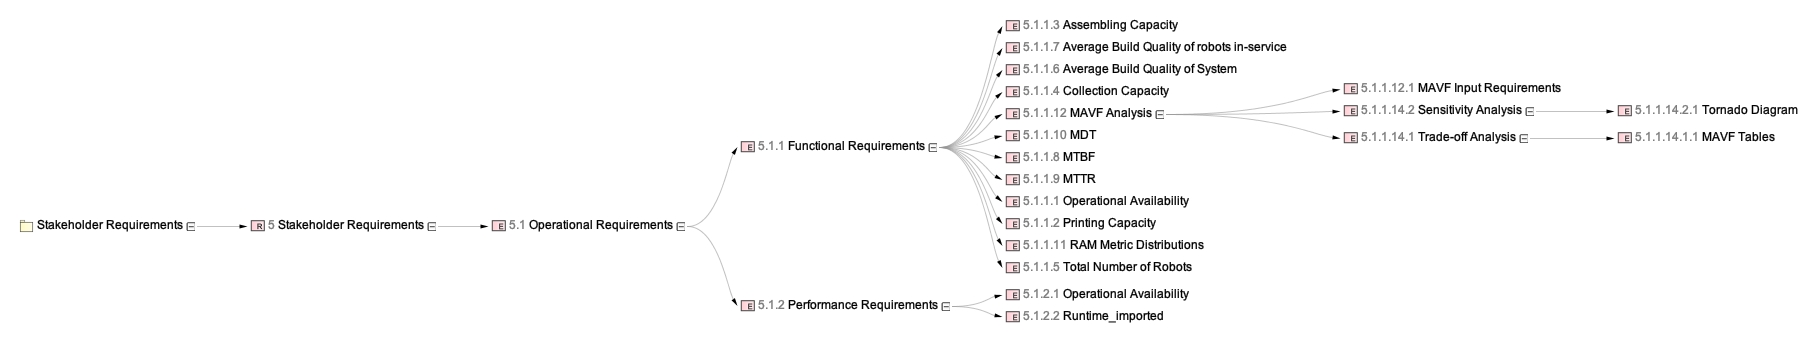 Stakeholder Requirements
R 5 Stakeholder Requirements
E 5.1 Operational Requirements
E 5.1.1 Functional Requirements
E 5.1.1.3 Assembling Capacity
E 5.1.1.7 Average Build Quality of robots in-service
E 5.1.1.6 Average Build Quality of System
E 5.1.1.4 Collection Capacity
E 5.1.1.12 MAVF Analysis
E 5.1.1.12.1 MAVF Input Requirements
E 5.1.1.14.2 Sensitivity Analysis
E 5.1.1.14.2.1 Tornado Diagram
E 5.1.1.14.1 Trade-off Analysis
E 5.1.1.14.1.1 MAVF Tables
E 5.1.1.10 MDT
E 5.1.1.8 MTBF
E 5.1.1.9 MTTR
E 5.1.1.1 Operational Availability
E 5.1.1.2 Printing Capacity
E 5.1.1.11 RAM Metric Distributions
E 5.1.1.5 Total Number of Robots
E 5.1.2 Performance Requirements
E 5.1.2.1 Operational Availability
E 5.1.2.2 Runtime_imported